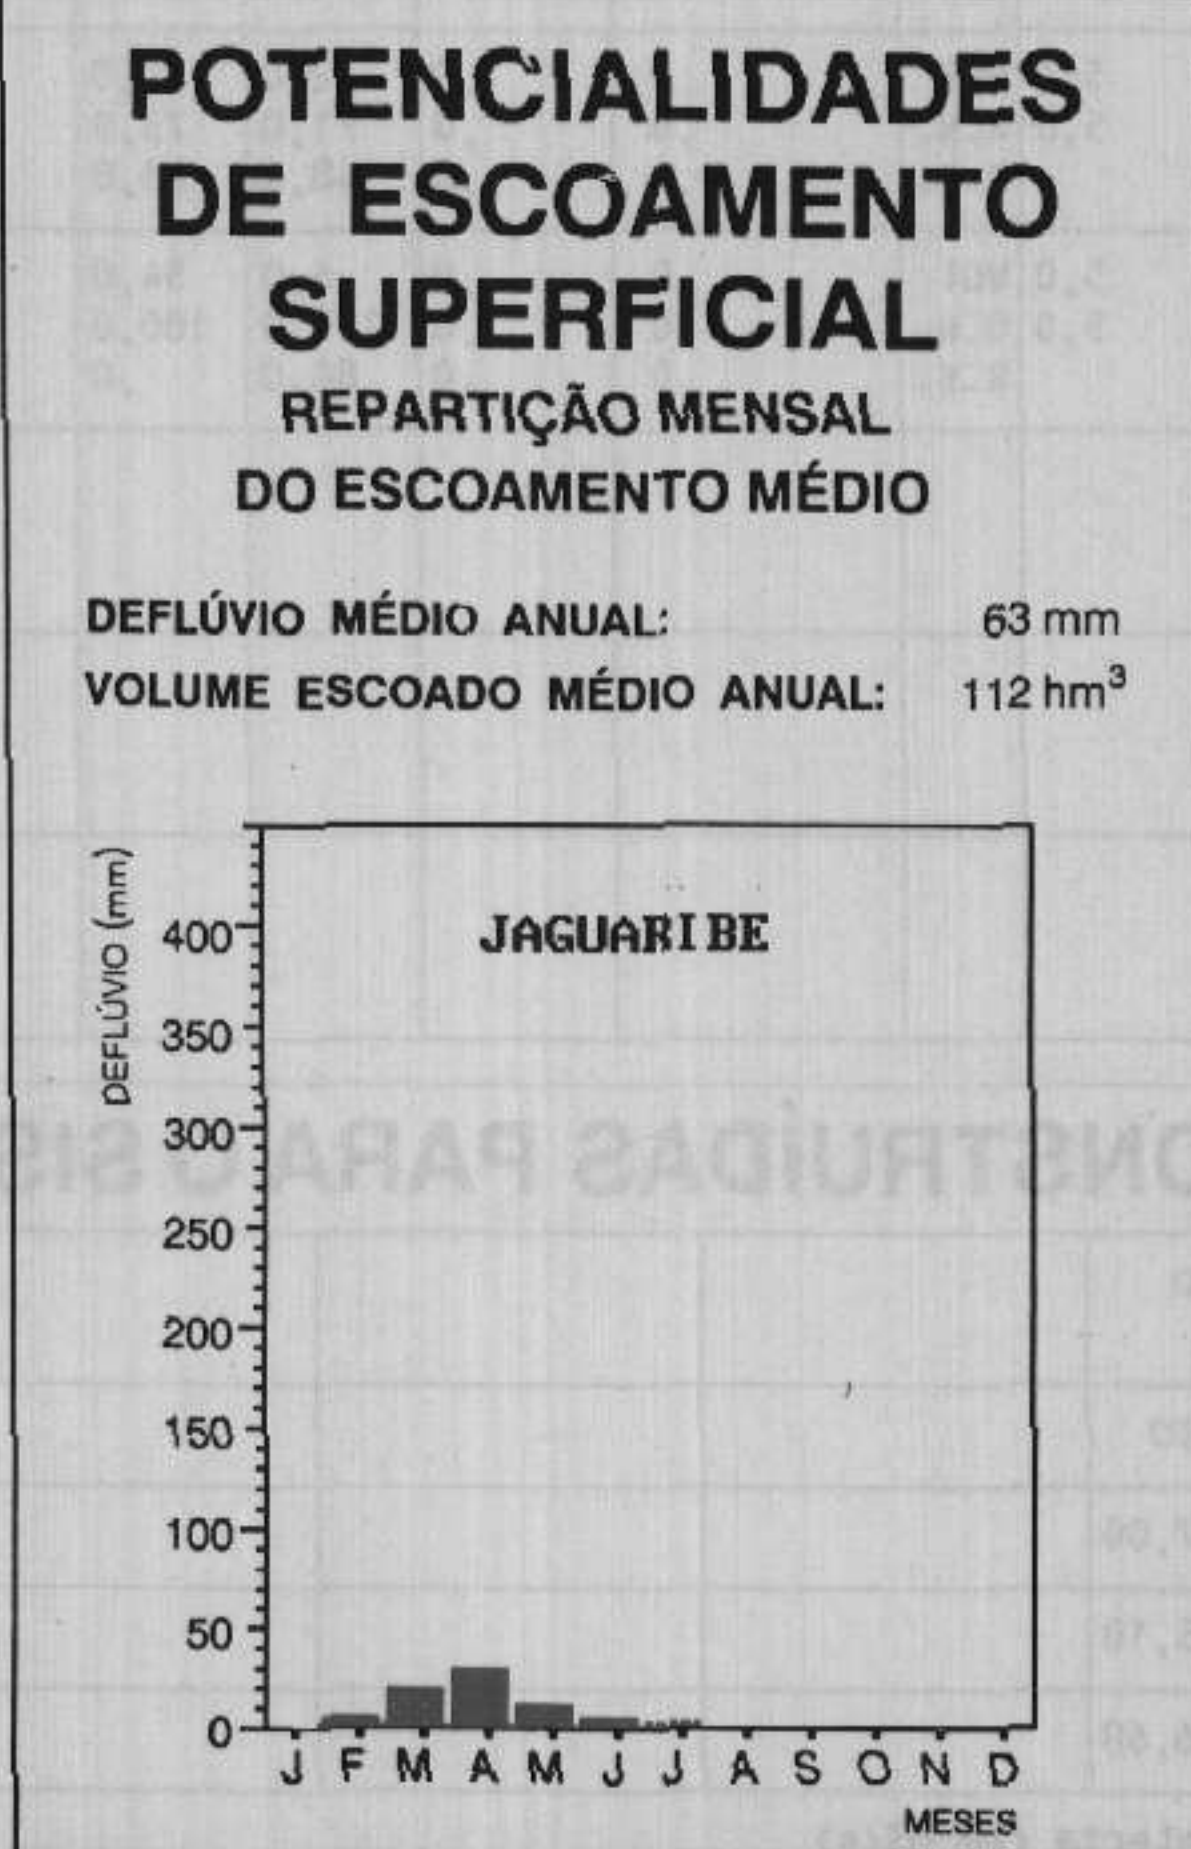 POTENCIALIDADES
DE ESCOAMENTO
SUPERFICIAL
REPARTIÇÃO MENSAL
DO ESCOAMENTO MÉDIO
DEFLÚVIO MÉDIO ANUAL: 63 mm
VOLUME ESCOADO MÉDIO ANUAL: 112 hm³
DEFLÚVIO (mm)
JAGUARIBE
400
350
300
250
200
150
100
50
0
J F M A M J J A S O N D
MESES